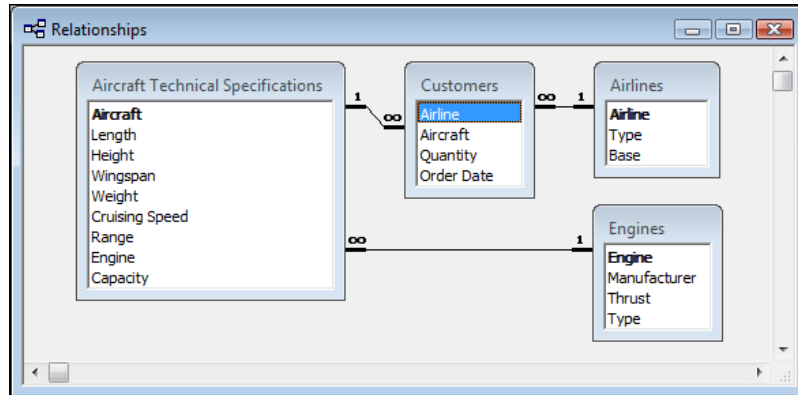 Relationships
Aircraft Technical Specifications
Aircraft
Length
Height
Wingspan
Weight
Cruising Speed
Range
Engine
Capacity
1
∞
Customers
Airline
Aircraft
Quantity
Order Date
∞
1
Airlines
Airline
Type
Base
∞
1
Engines
Engine
Manufacturer
Thrust
Type